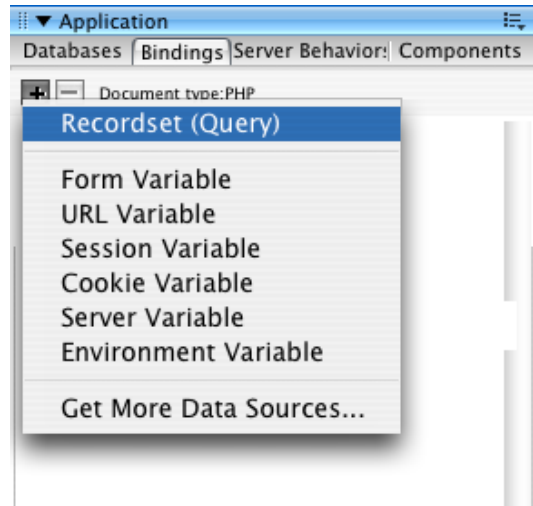 Application
Databases Bindings Server Behaviors Components
Document type:PHP
Recordset (Query)
Form Variable
URL Variable
Session Variable
Cookie Variable
Server Variable
Environment Variable
Get More Data Sources...